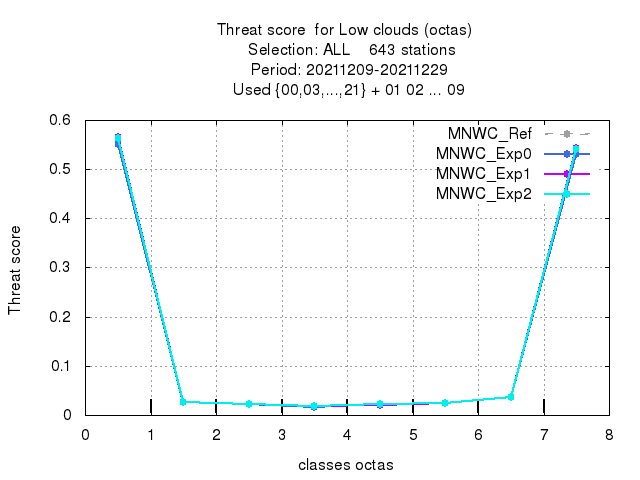 Threat score  for Low clouds (octas)
Selection: ALL    643 stations
Period: 20211209-20211229
Used {00,03,...,21} + 01 02 ... 09
MNWC_Ref
MNWC_Exp0
MNWC_Exp1
MNWC_Exp2
0.6
0.5
0.4
0.3
0.2
0.1
0
Threat score
0 1 2 3 4 5 6 7 8
classes octas